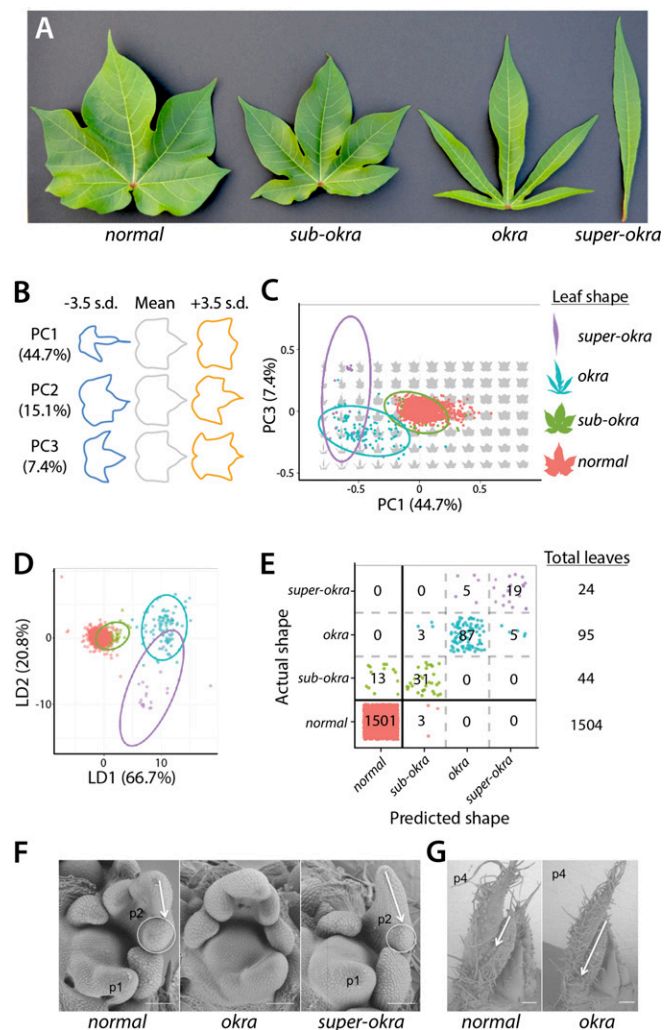 A
normal
sub-okra
okra
super-okra
B
-3.5 s.d.
Mean
+3.5 s.d.
PC1
(44.7%)
PC2
(15.1%)
PC3
(7.4%)
C
PC3 (7.4%)
0.5
0
-0.5
-0.5
0
0.5
PC1 (44.7%)
Leaf shape
super-okra
okra
sub-okra
normal
D
LD2 (20.8%)
0
-10
0
10
LD1 (66.7%)
E
Total leaves
Actual shape
super-okra
0
0
5
19
24
okra
0
3
87
5
95
sub-okra
13
31
0
0
44
normal
1501
3
0
0
1504
normal
sub-okra
okra
super-okra
Predicted shape
F
p2
p1
p2
p1
normal
okra
super-okra
G
p4
p4
normal
okra